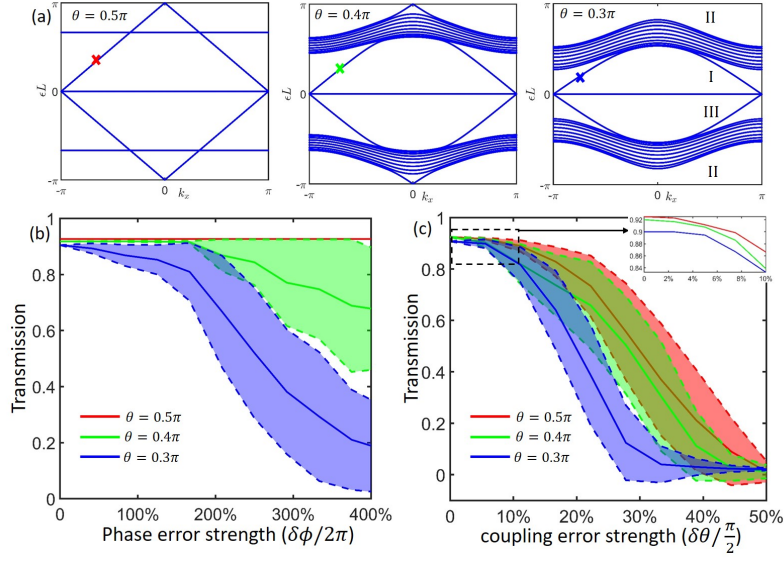 (a)
θ = 0.5π
θ = 0.4π
θ = 0.3π
π
0
-π
ϵL
-π
0
k_x
π
π
0
-π
ϵL
-π
0
k_x
π
π
0
-π
ϵL
-π
0
k_x
π
II
I
III
II
(b)
1
0.8
0.6
0.4
0.2
0
Transmission
θ = 0.5π
θ = 0.4π
θ = 0.3π
0
100%
200%
300%
400%
Phase error strength (δϕ/2π)
(c)
1
0.8
0.6
0.4
0.2
0
Transmission
θ = 0.5π
θ = 0.4π
θ = 0.3π
0
10%
20%
30%
40%
50%
coupling error strength (δθ/π/2)
0.92
0.9
0.88
0.86
0.84
0
2%
4%
6%
8%
10%